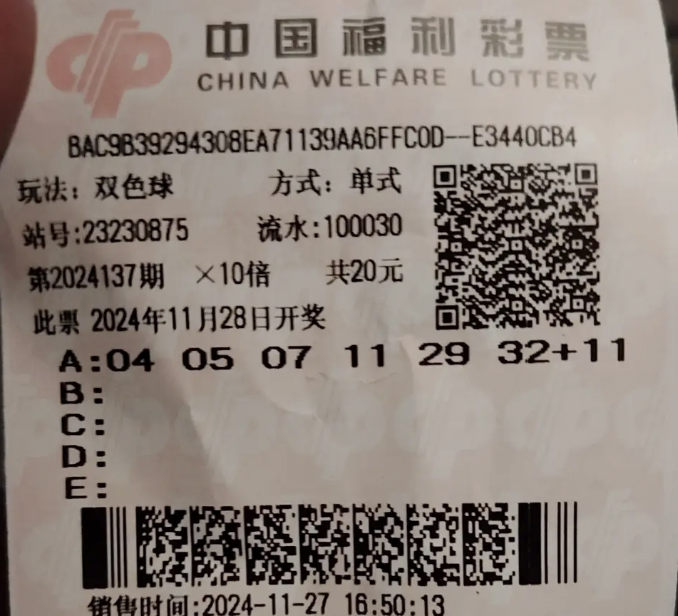 中国福利彩票
CHINA WELFARE LOTTERY
BAC9B39294308EA71139AA6FFC0D--E3440CB4
玩法：双色球 方式：单式
站号:23230875 流水:100030
第2024137期 ×10倍 共20元
此票 2024年11月28日开奖
A:04 05 07 11 29 32+11
B:
C:
D:
E:
销售时间:2024-11-27 16:50:13